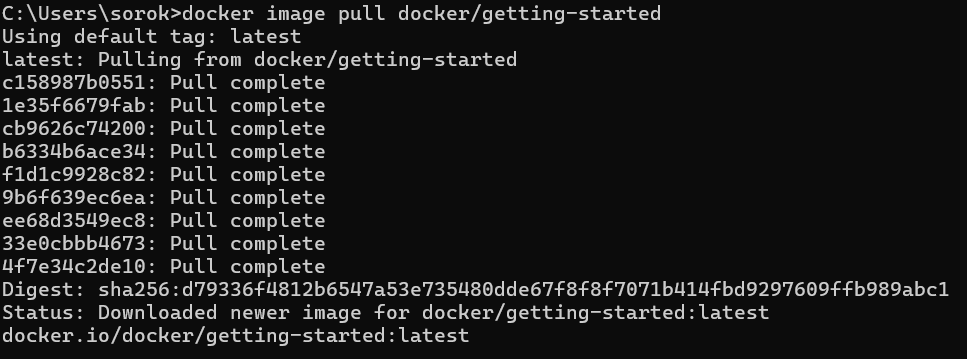 C:\Users\sorok>docker image pull docker/getting-started
Using default tag: latest
latest: Pulling from docker/getting-started
c158987b0551: Pull complete
1e35f6679fab: Pull complete
cb9626c74200: Pull complete
b6334b6ace34: Pull complete
f1d1c9928c82: Pull complete
9b6f639ec6ea: Pull complete
ee68d3549ec8: Pull complete
33e0cbbb4673: Pull complete
4f7e34c2de10: Pull complete
Digest: sha256:d79336f4812b6547a53e735480dde67f8f8f7071b414fbd9297609ffb989abc1
Status: Downloaded newer image for docker/getting-started:latest
docker.io/docker/getting-started:latest